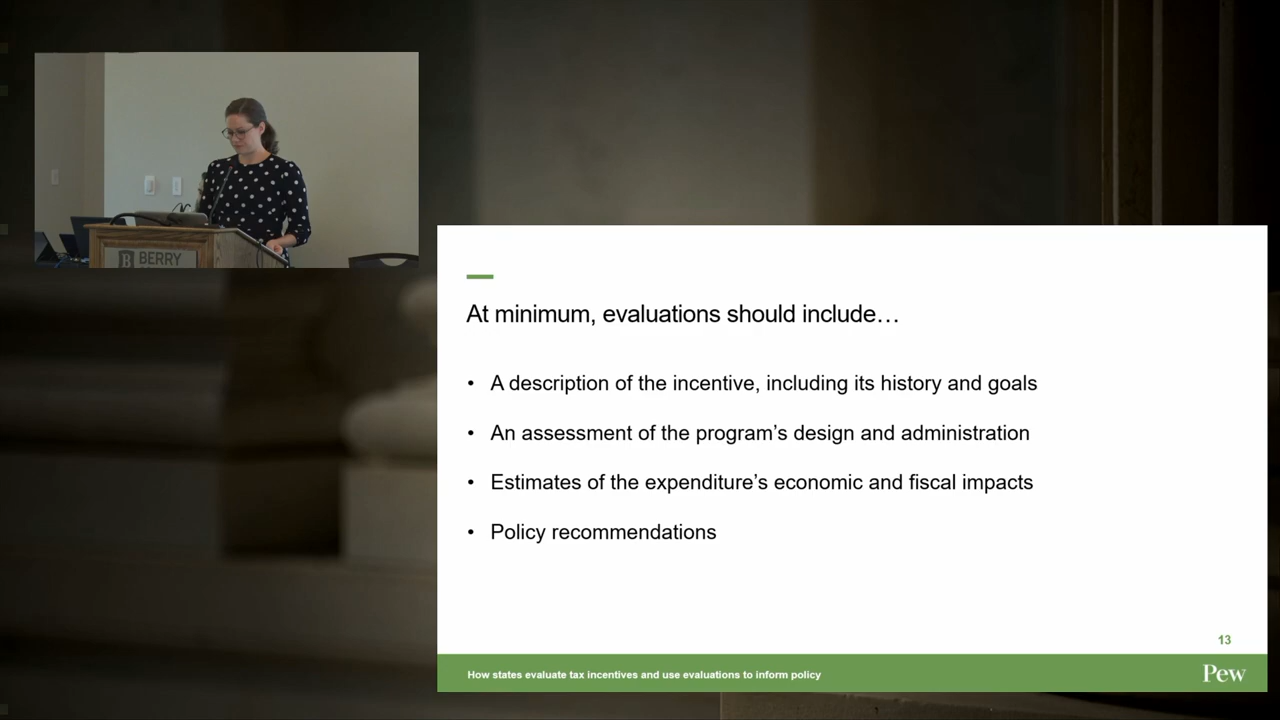 BERRY
At minimum, evaluations should include…
• A description of the incentive, including its history and goals
• An assessment of the program’s design and administration
• Estimates of the expenditure’s economic and fiscal impacts
• Policy recommendations
13
How states evaluate tax incentives and use evaluations to inform policy
Pew